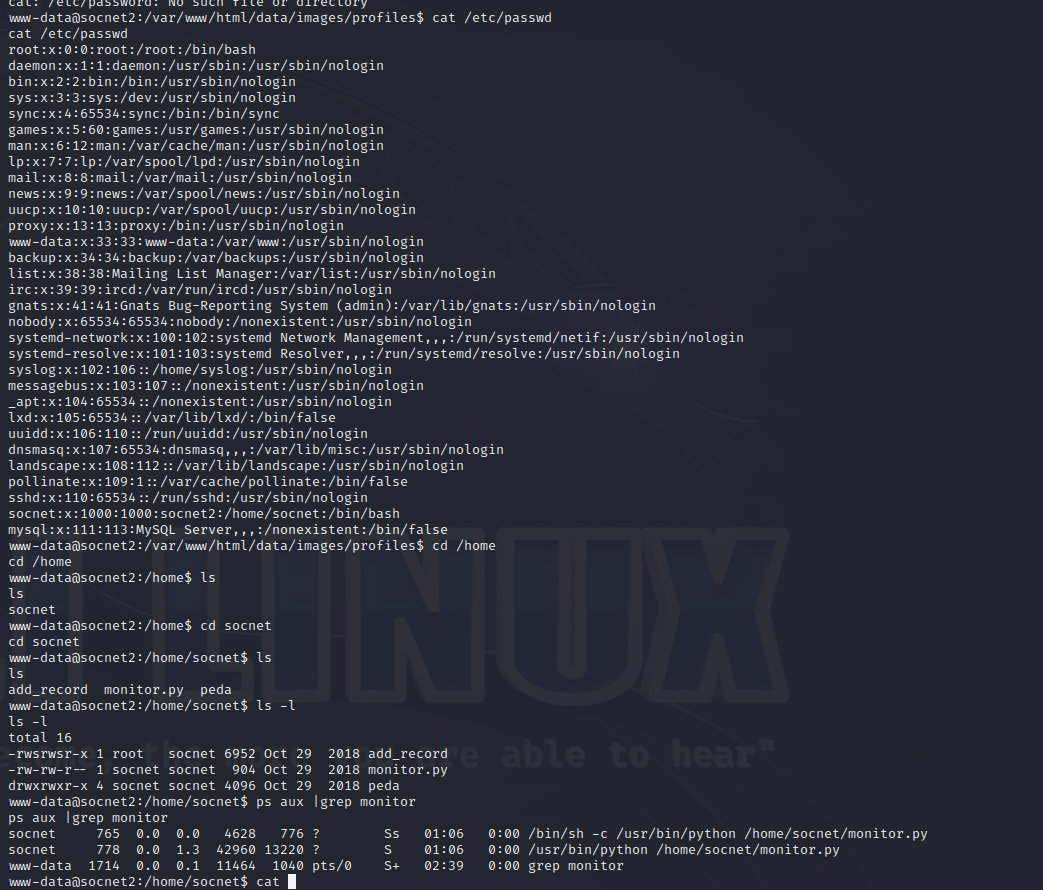 cat: /etc/password: No such file or directory
www-data@socnet2:/var/www/html/data/images/profiles$ cat /etc/passwd
cat /etc/passwd
root:x:0:0:root:/root:/bin/bash
daemon:x:1:1:daemon:/usr/sbin:/usr/sbin/nologin
bin:x:2:2:bin:/bin:/usr/sbin/nologin
sys:x:3:3:sys:/dev:/usr/sbin/nologin
sync:x:4:65534:sync:/bin:/bin/sync
games:x:5:60:games:/usr/games:/usr/sbin/nologin
man:x:6:12:man:/var/cache/man:/usr/sbin/nologin
lp:x:7:7:lp:/var/spool/lpd:/usr/sbin/nologin
mail:x:8:8:mail:/var/mail:/usr/sbin/nologin
news:x:9:9:news:/var/spool/news:/usr/sbin/nologin
uucp:x:10:10:uucp:/var/spool/uucp:/usr/sbin/nologin
proxy:x:13:13:proxy:/bin:/usr/sbin/nologin
www-data:x:33:33:www-data:/var/www:/usr/sbin/nologin
backup:x:34:34:backup:/var/backups:/usr/sbin/nologin
list:x:38:38:Mailing List Manager:/var/list:/usr/sbin/nologin
irc:x:39:39:ircd:/var/run/ircd:/usr/sbin/nologin
gnats:x:41:41:Gnats Bug-Reporting System (admin):/var/lib/gnats:/usr/sbin/nologin
nobody:x:65534:65534:nobody:/nonexistent:/usr/sbin/nologin
systemd-network:x:100:102:systemd Network Management,,,:/run/systemd/netif:/usr/sbin/nologin
systemd-resolve:x:101:103:systemd Resolver,,,:/run/systemd/resolve:/usr/sbin/nologin
syslog:x:102:106::/home/syslog:/usr/sbin/nologin
messagebus:x:103:107::/nonexistent:/usr/sbin/nologin
_apt:x:104:65534::/nonexistent:/usr/sbin/nologin
lxd:x:105:65534::/var/lib/lxd/:/bin/false
uuidd:x:106:110::/run/uuidd:/usr/sbin/nologin
dnsmasq:x:107:65534:dnsmasq,,,:/var/lib/misc:/usr/sbin/nologin
landscape:x:108:112::/var/lib/landscape:/usr/sbin/nologin
pollinate:x:109:1::/var/cache/pollinate:/bin/false
sshd:x:110:65534::/run/sshd:/usr/sbin/nologin
socnet:x:1000:1000:socnet2:/home/socnet:/bin/bash
mysql:x:111:113:MySQL Server,,,:/nonexistent:/bin/false
www-data@socnet2:/var/www/html/data/images/profiles$ cd /home
cd /home
www-data@socnet2:/home$ ls
ls
socnet
www-data@socnet2:/home$ cd socnet
cd socnet
www-data@socnet2:/home/socnet$ ls
ls
add_record  monitor.py  peda
www-data@socnet2:/home/socnet$ ls -l
ls -l
total 16
-rwsrwsr-x 1 root   socnet 6952 Oct 29  2018 add_record
-rw-rw-r-- 1 socnet socnet  904 Oct 29  2018 monitor.py
drwxrwxr-x 4 socnet socnet 4096 Oct 29  2018 peda
www-data@socnet2:/home/socnet$ ps aux |grep monitor
ps aux |grep monitor
socnet     765  0.0  0.0   4628   776 ?        Ss   01:06   0:00 /bin/sh -c /usr/bin/python /home/socnet/monitor.py
socnet     778  0.0  1.3  42960 13220 ?        S    01:06   0:00 /usr/bin/python /home/socnet/monitor.py
www-data  1714  0.0  0.1  11464  1040 pts/0    S+   02:39   0:00 grep monitor
www-data@socnet2:/home/socnet$ cat
LINUX
able to hear"